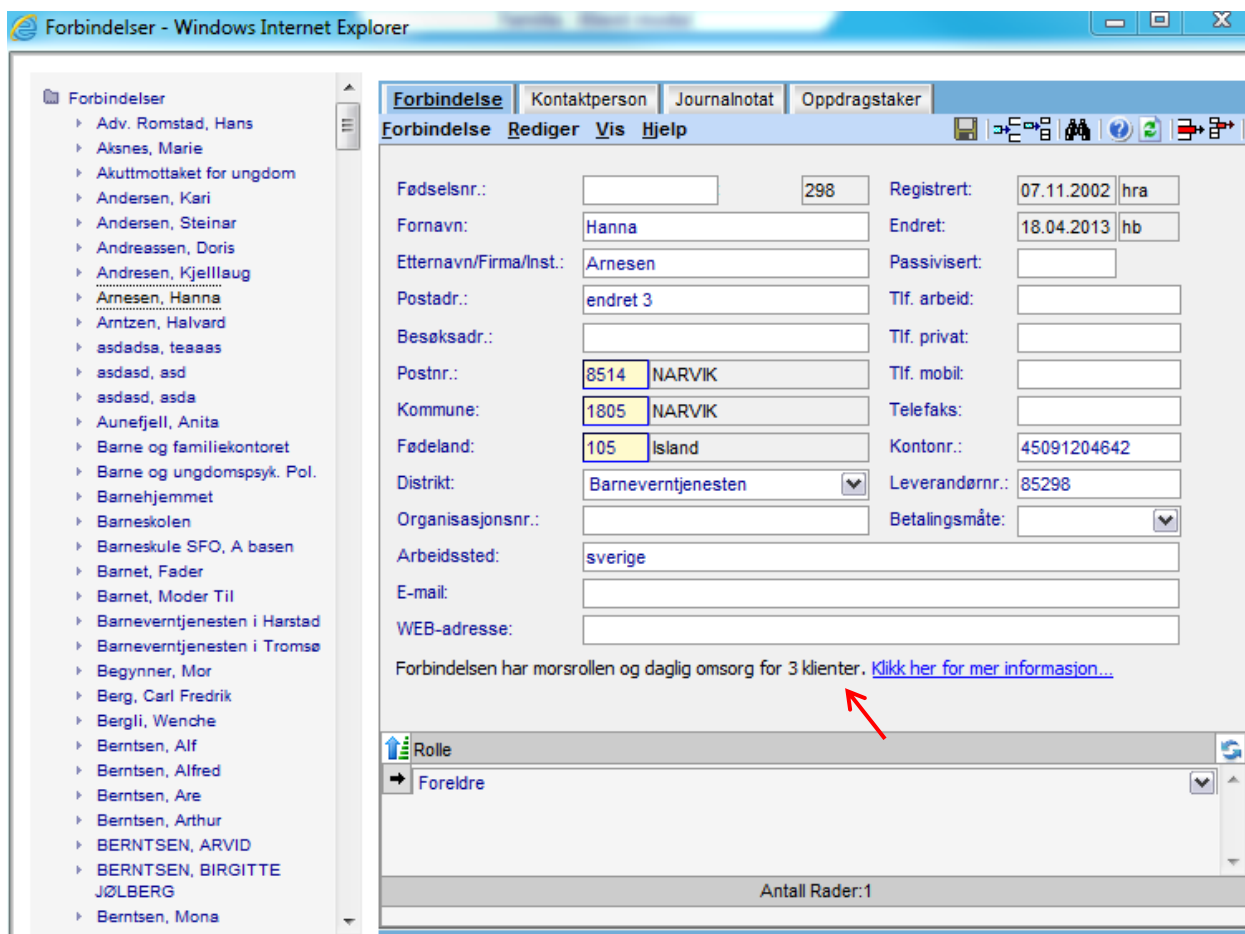 Forbindelser - Windows Internet Explorer
Forbindelser
Adv. Romstad, Hans
Aksnes, Marie
Akuttmottaket for ungdom
Andersen, Kari
Andersen, Steinar
Andreassen, Doris
Andresen, Kjelllaug
Arnesen, Hanna
Arntzen, Halvard
asdadsa, teaaas
asdasd, asd
asdasd, asda
Aunefjell, Anita
Barne og familiekontoret
Barne og ungdomspsyk. Pol.
Barnehjemmet
Barneskolen
Barneskule SFO, A basen
Barnet, Fader
Barnet, Moder Til
Barneverntjenesten i Harstad
Barneverntjenesten i Tromsø
Begynner, Mor
Berg, Carl Fredrik
Bergli, Wenche
Berntsen, Alf
Berntsen, Alfred
Berntsen, Are
Berntsen, Arthur
BERNTSEN, ARVID
BERNTSEN, BIRGITTE
JØLBERG
Berntsen, Mona
Forbindelse Kontaktperson Journalnotat Oppdragstaker
Forbindelse Rediger Vis Hjelp
Fødselsnr.: 298 Registrert: 07.11.2002 hra
Fornavn: Hanna Endret: 18.04.2013 hb
Etternavn/Firma/Inst.: Arnesen Passivisert:
Postadr.: endret 3 Tlf. arbeid:
Besøksadr.: Tlf. privat:
Postnr.: 8514 NARVIK Tlf. mobil:
Kommune: 1805 NARVIK Telefaks:
Fødeland: 105 Island Kontonr.: 45091204642
Distrikt: Barneverntjenesten Leverandørnr.: 85298
Organisasjonsnr.: Betalingsmåte:
Arbeidssted: sverige
E-mail:
WEB-adresse:
Forbindelsen har morsrollen og daglig omsorg for 3 klienter. Klikk her for mer informasjon...
Rolle
Foreldre
Antall Rader:1